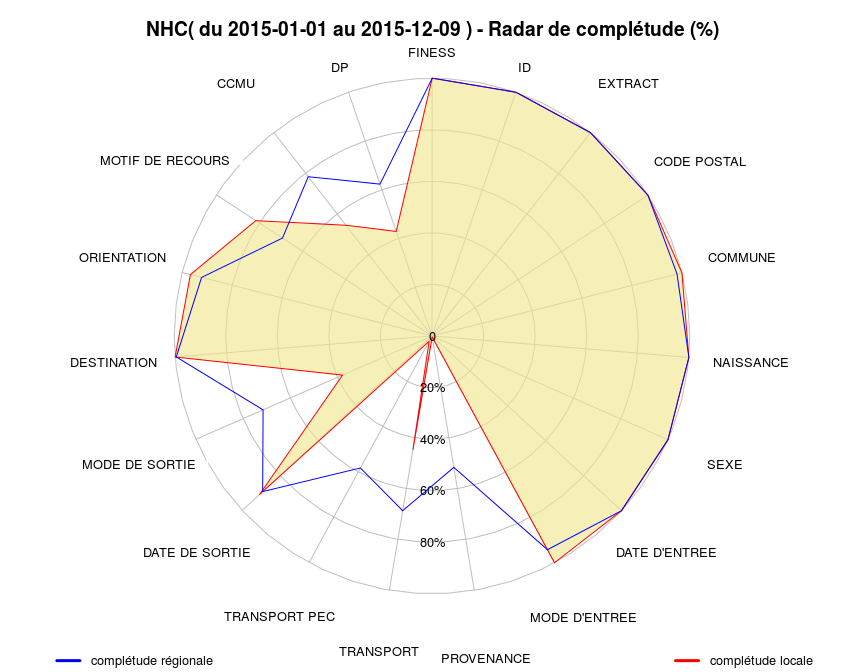 NHC( du 2015-01-01 au 2015-12-09 ) - Radar de complétude (%)
FINESS
DP
ID
CCMU
EXTRACT
MOTIF DE RECOURS
CODE POSTAL
ORIENTATION
COMMUNE
0
DESTINATION
NAISSANCE
20%
40%
MODE DE SORTIE
SEXE
60%
80%
DATE DE SORTIE
DATE D'ENTREE
TRANSPORT PEC
MODE D'ENTREE
TRANSPORT
PROVENANCE
complétude régionale
complétude locale